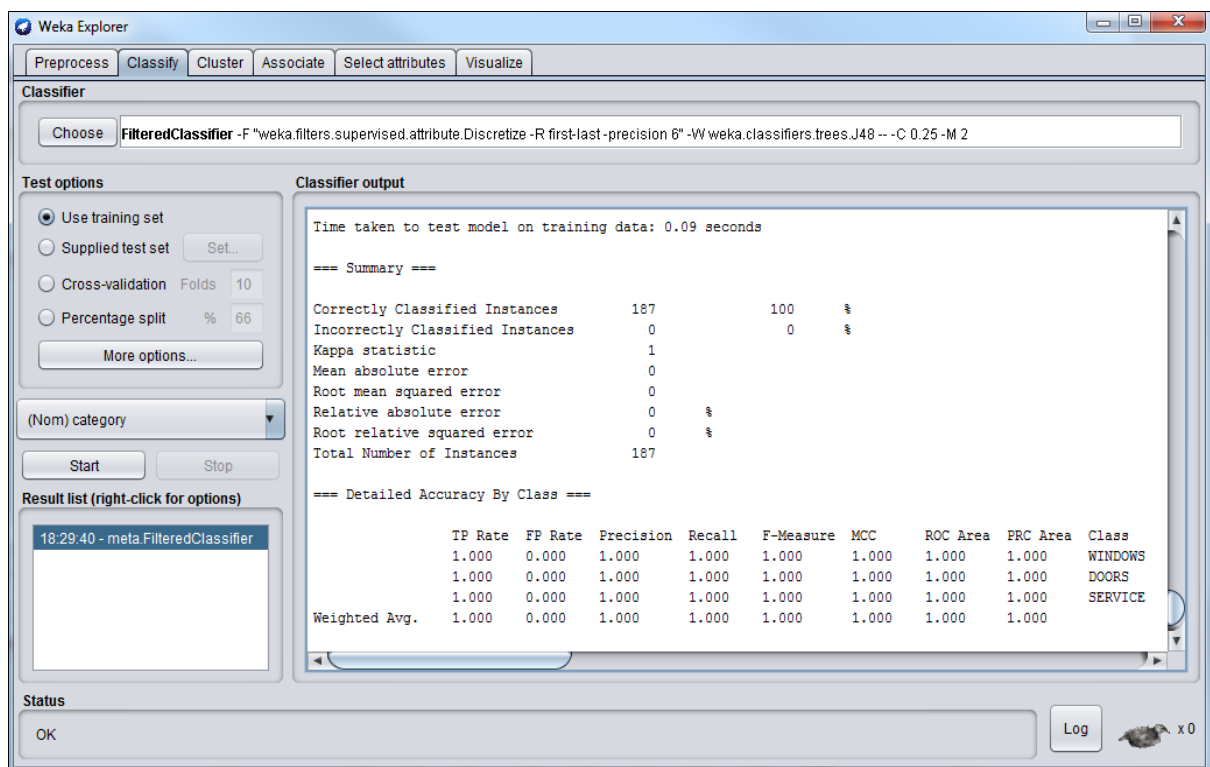 Weka Explorer
Preprocess Classify Cluster Associate Select attributes Visualize
Classifier
Choose FilteredClassifier -F "weka.filters.supervised.attribute.Discretize -R first-last -precision 6" -W weka.classifiers.trees.J48 -- -C 0.25 -M 2
Test options
Use training set
Supplied test set Set...
Cross-validation Folds 10
Percentage split % 66
More options...
(Nom) category
Start Stop
Result list (right-click for options)
18:29:40 - meta.FilteredClassifier
Classifier output
Time taken to test model on training data: 0.09 seconds
=== Summary ===
Correctly Classified Instances 187 100 %
Incorrectly Classified Instances 0 0 %
Kappa statistic 1
Mean absolute error 0
Root mean squared error 0
Relative absolute error 0 %
Root relative squared error 0 %
Total Number of Instances 187
=== Detailed Accuracy By Class ===
TP Rate FP Rate Precision Recall F-Measure MCC ROC Area PRC Area Class
1.000 0.000 1.000 1.000 1.000 1.000 1.000 1.000 WINDOWS
1.000 0.000 1.000 1.000 1.000 1.000 1.000 1.000 DOORS
1.000 0.000 1.000 1.000 1.000 1.000 1.000 1.000 SERVICE
Weighted Avg. 1.000 0.000 1.000 1.000 1.000 1.000 1.000 1.000
Status
OK
Log x 0